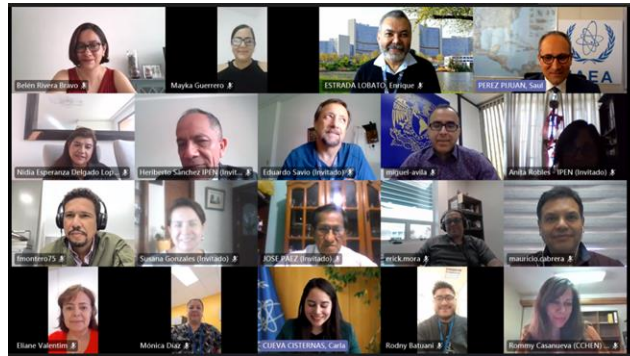 Belén Rivera Bravo
Mayka Guerrero
ESTRADA LOBATO, Enrique
PEREZ PIJUAN, Saul
IAEA
Nidia Esperanza Delgado Lop...
Heriberto Sánchez IPEN (Invit...
Eduardo Savio (Invitado)
miguel-avila
Anita Robles - IPEN (Invitado)
fmontero75
Susana Gonzales (Invitado)
JOSE PAEZ (Invitado)
erick.mora
mauricio.cabrera
Eliane Valentim
Mónica Díaz
CUEVA CISTERNAS, Carla
Rodny Batuani
Rommy Casanueva (CCHEN) ...